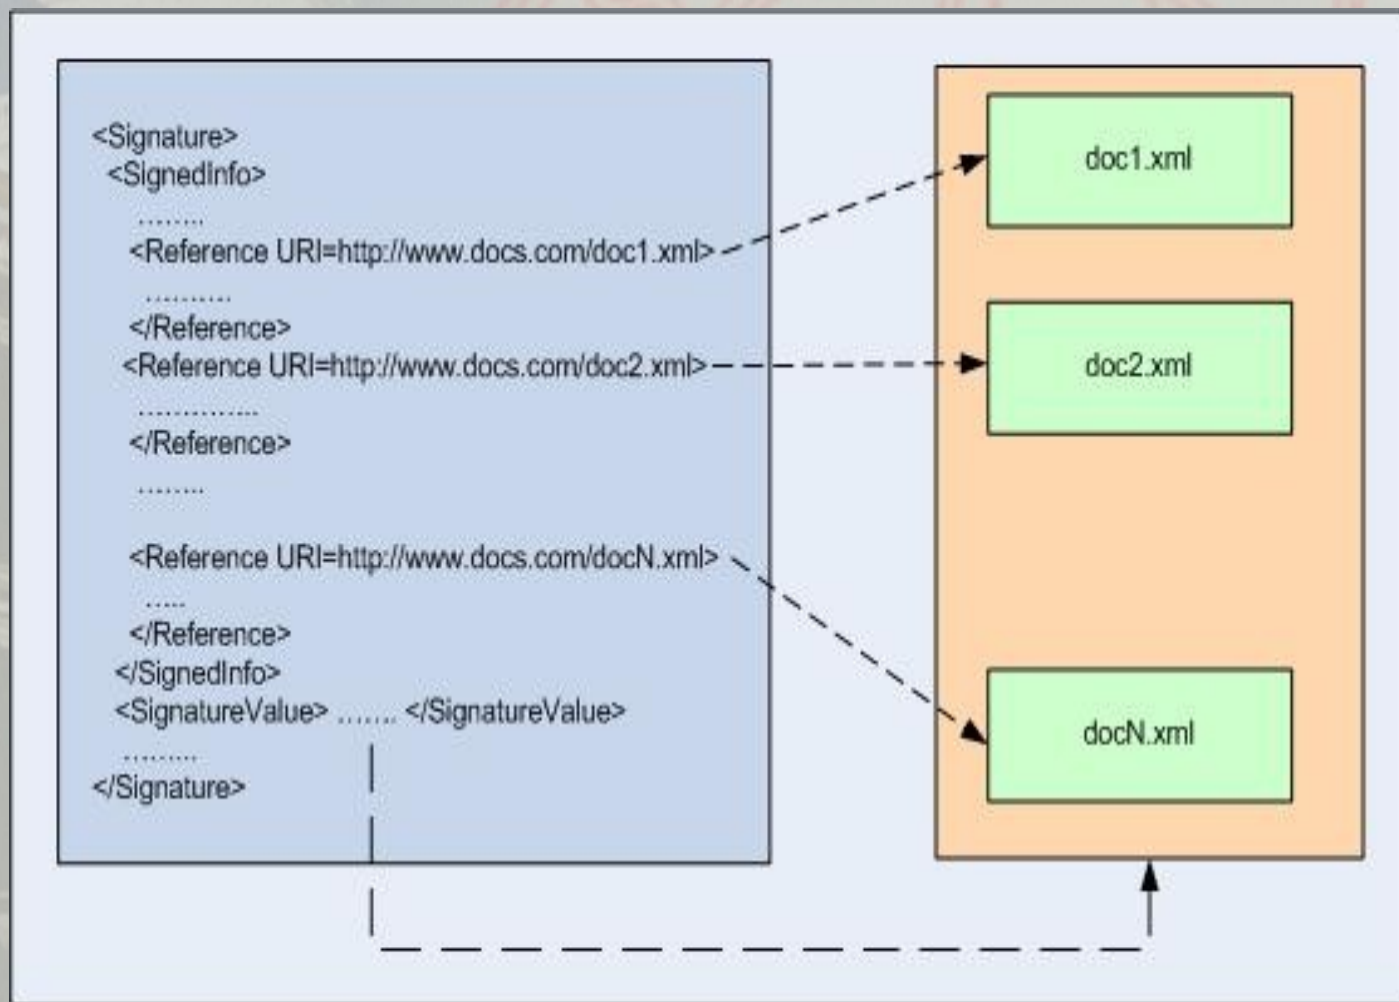 <Signature>
<SignedInfo>
........
<Reference URI=http://www.docs.com/doc1.xml>
..........
</Reference>
<Reference URI=http://www.docs.com/doc2.xml>
..............
</Reference>
........
<Reference URI=http://www.docs.com/docN.xml>
.....
</Reference>
</SignedInfo>
<SignatureValue> ........ </SignatureValue>
.........
</Signature>
doc1.xml
doc2.xml
docN.xml